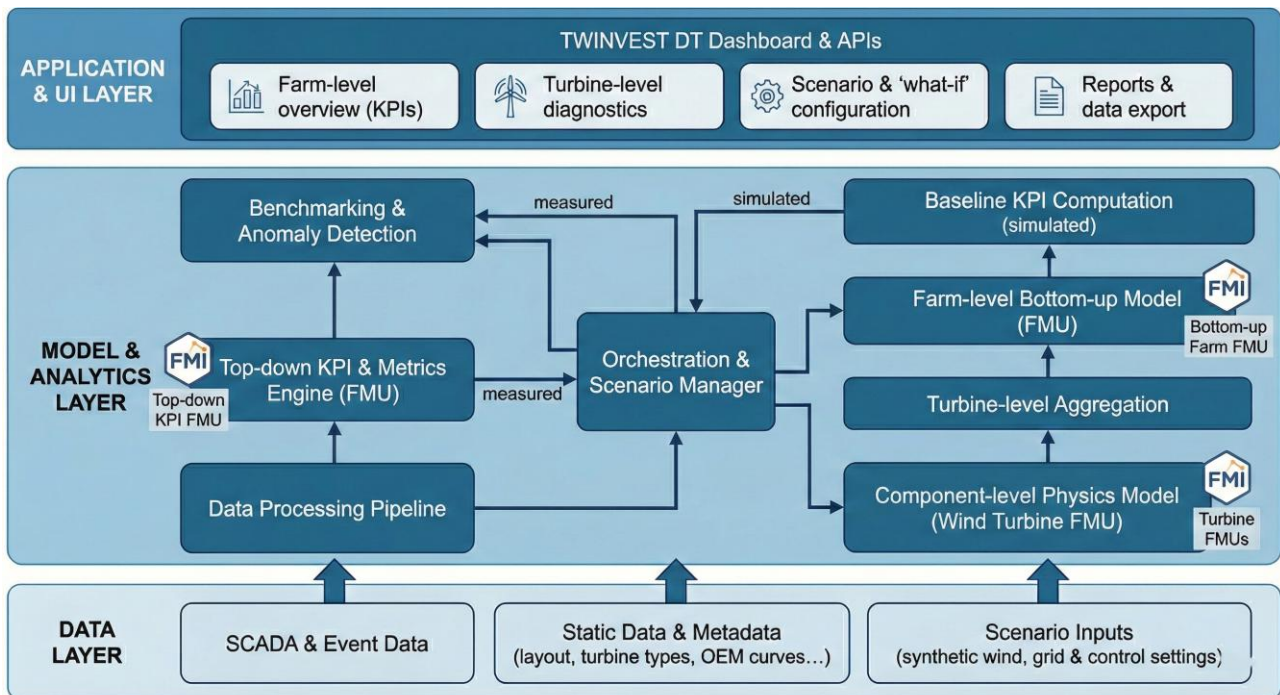 APPLICATION
& UI LAYER
TWINVEST DT Dashboard & APIs
Farm-level
overview (KPIs)
Turbine-level
diagnostics
Scenario & ‘what-if’
configuration
Reports &
data export
MODEL &
ANALYTICS
LAYER
Benchmarking &
Anomaly Detection
measured
simulated
Baseline KPI Computation
(simulated)
FMI
Top-down
KPI FMU
Top-down KPI & Metrics
Engine (FMU)
measured
Orchestration &
Scenario Manager
Farm-level Bottom-up Model
(FMU)
FMI
Bottom-up
Farm FMU
Turbine-level Aggregation
Data Processing Pipeline
Component-level Physics Model
(Wind Turbine FMU)
FMI
Turbine
FMUs
DATA
LAYER
SCADA & Event Data
Static Data & Metadata
(layout, turbine types, OEM curves...)
Scenario Inputs
(synthetic wind, grid & control settings)